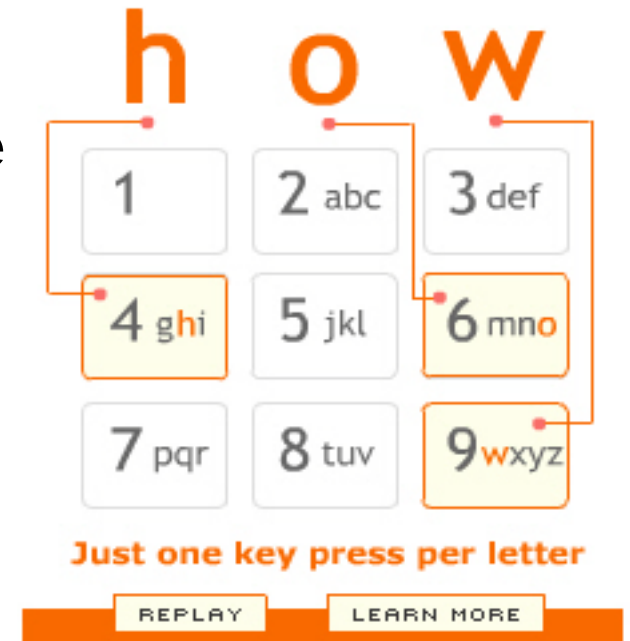 h o w
e
1 2 abc 3 def
4 ghi 5 jkl 6 mno
7 pqr 8 tuv 9 wxyz
Just one key press per letter
REPLAY LEARN MORE